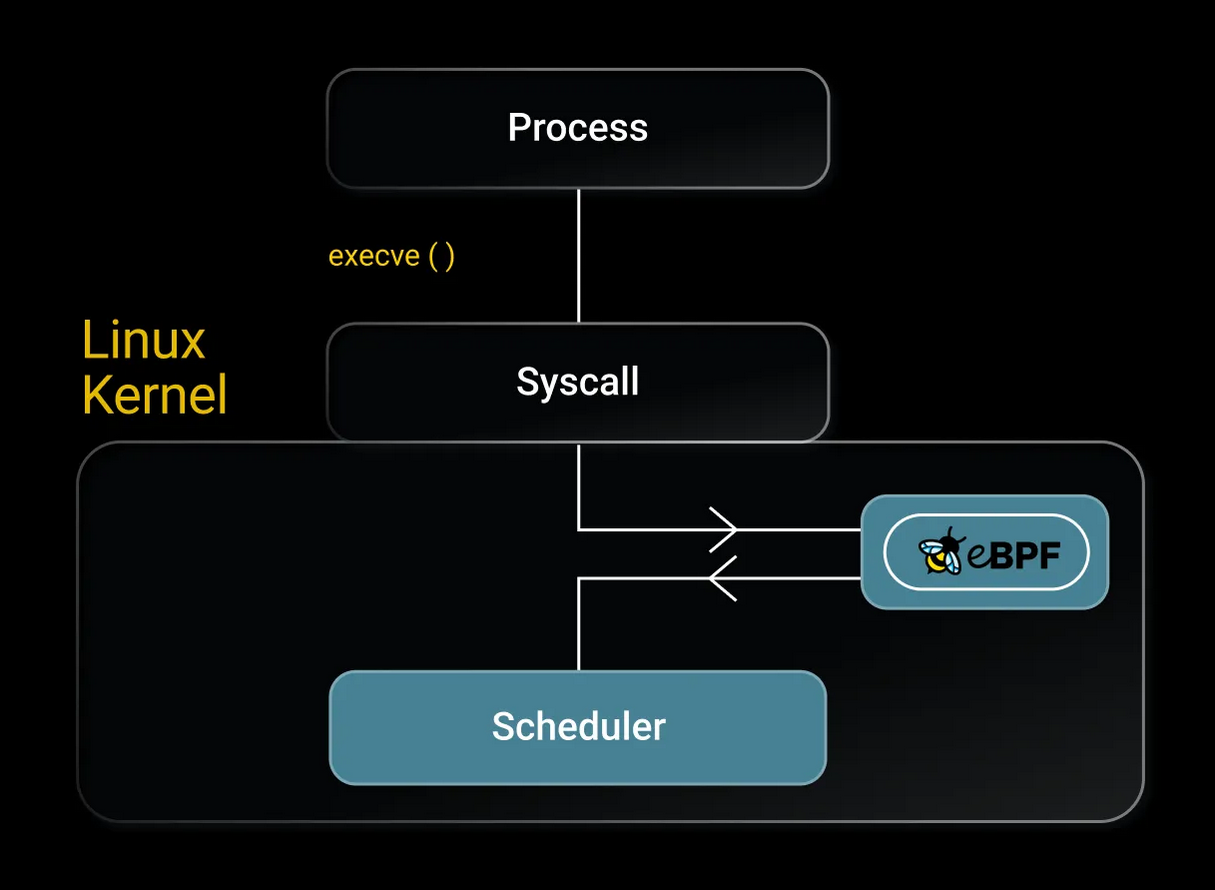 Process
execve ( )
Linux
Kernel
Syscall
eBPF
Scheduler